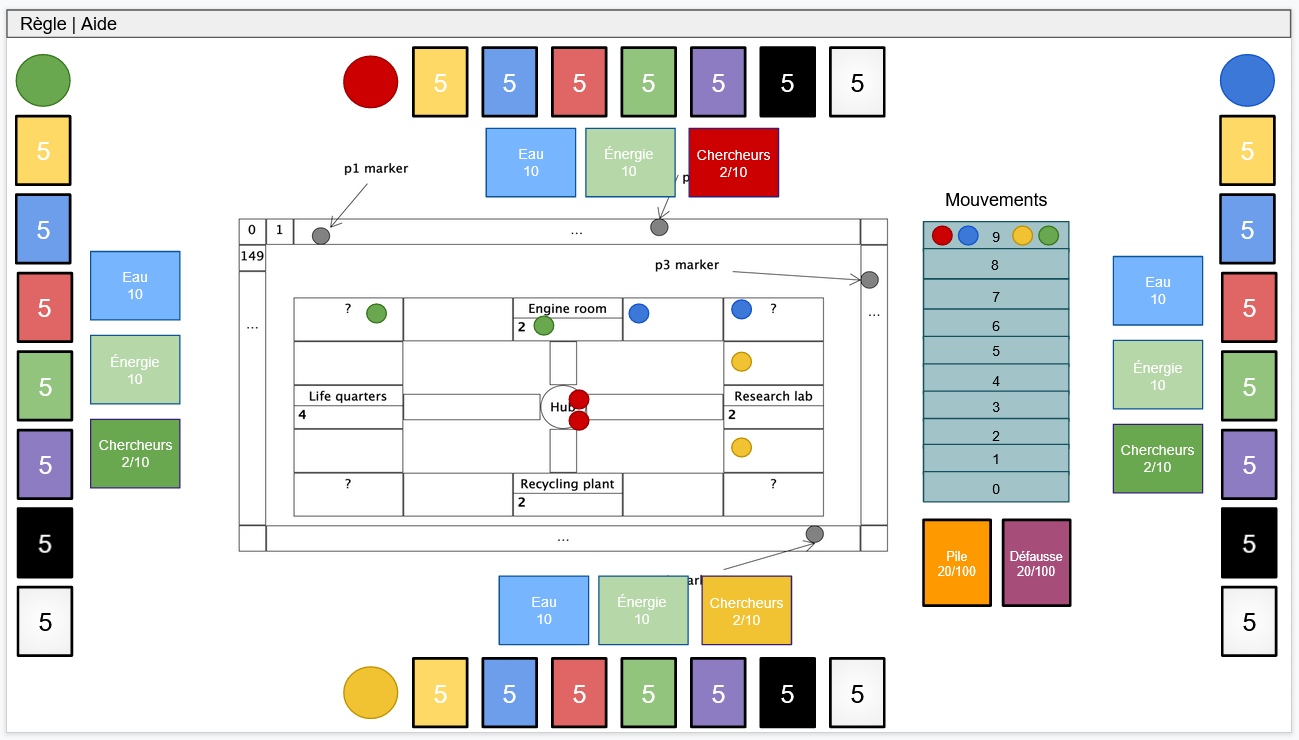 Règle | Aide
5
5
5
5
5
5
5
Eau
10
Énergie
10
Chercheurs
2/10
p1 marker
p
5
5
5
5
5
5
5
Eau
10
Énergie
10
Chercheurs
2/10
0
1
...
149
...
p3 marker
...
?
Engine room
2
?
Life quarters
4
Hub
Research lab
2
?
Recycling plant
2
?
...
Mouvements
9
8
7
6
5
4
3
2
1
0
Pile
20/100
Défausse
20/100
Eau
10
Énergie
10
Chercheurs
2/10
5
5
5
5
5
5
5
Eau
10
Énergie
10
Chercheurs
2/10
5
5
5
5
5
5
5